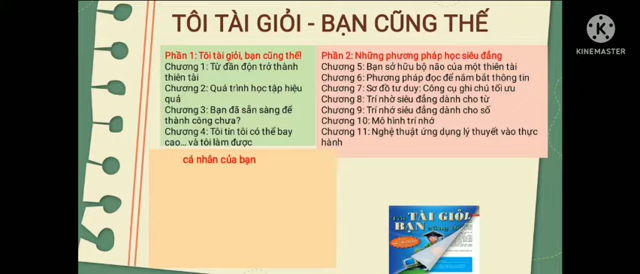 TÔI TÀI GIỎI - BẠN CŨNG THẾ
Phần 1: Tôi tài giỏi, bạn cũng thế!
Chương 1: Từ đần độn trở thành
thiên tài
Chương 2: Quá trình học tập hiệu
quả
Chương 3: Bạn đã sẵn sàng để
thành công chưa?
Chương 4: Tôi tin tôi có thể bay
cao... và tôi làm được
Phần 2: Những phương pháp học siêu đẳng
Chương 5: Bạn sở hữu bộ não của một thiên tài
Chương 6: Phương pháp đọc để nắm bắt thông tin
Chương 7: Sơ đồ tư duy: Công cụ ghi chú tối ưu
Chương 8: Trí nhờ siêu đẳng dành cho từ
Chương 9: Trí nhớ siêu đẳng dành cho số
Chương 10: Mô hình trí nhớ
Chương 11: Nghệ thuật ứng dụng lý thuyết vào thực
hành
cá nhân của bạn
TÀI GIỎI
BẠN
K
KINEMASTER